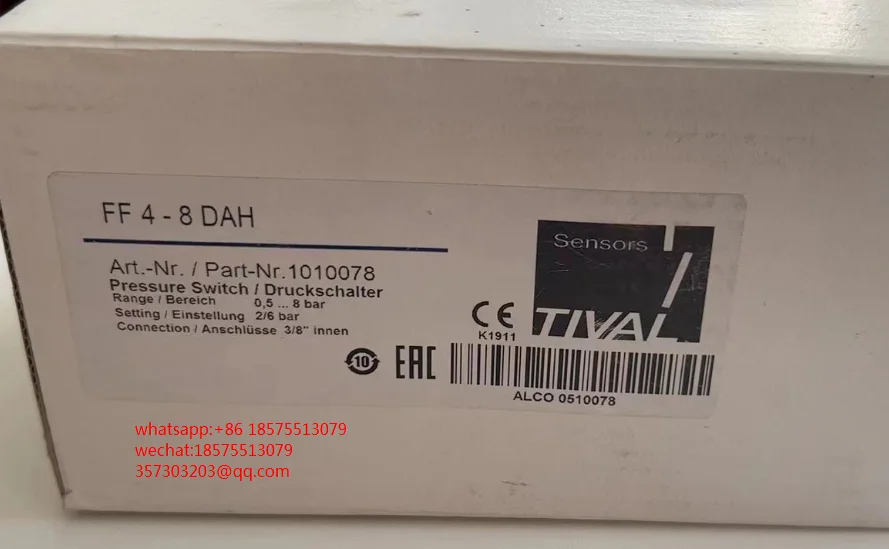 FF 4 - 8 DAH
Art.-Nr. / Part-Nr.1010078
Pressure Switch / Druckschalter
Range / Bereich 0,5 ... 8 bar
Setting / Einstellung 2/6 bar
Connection / Anschlüsse 3/8" innen
Sensors
TIVAL
CE
K1911
10
EAC
ALCO 0510078
whatsapp:+86 18575513079
wechat:18575513079
357303203@qq.com